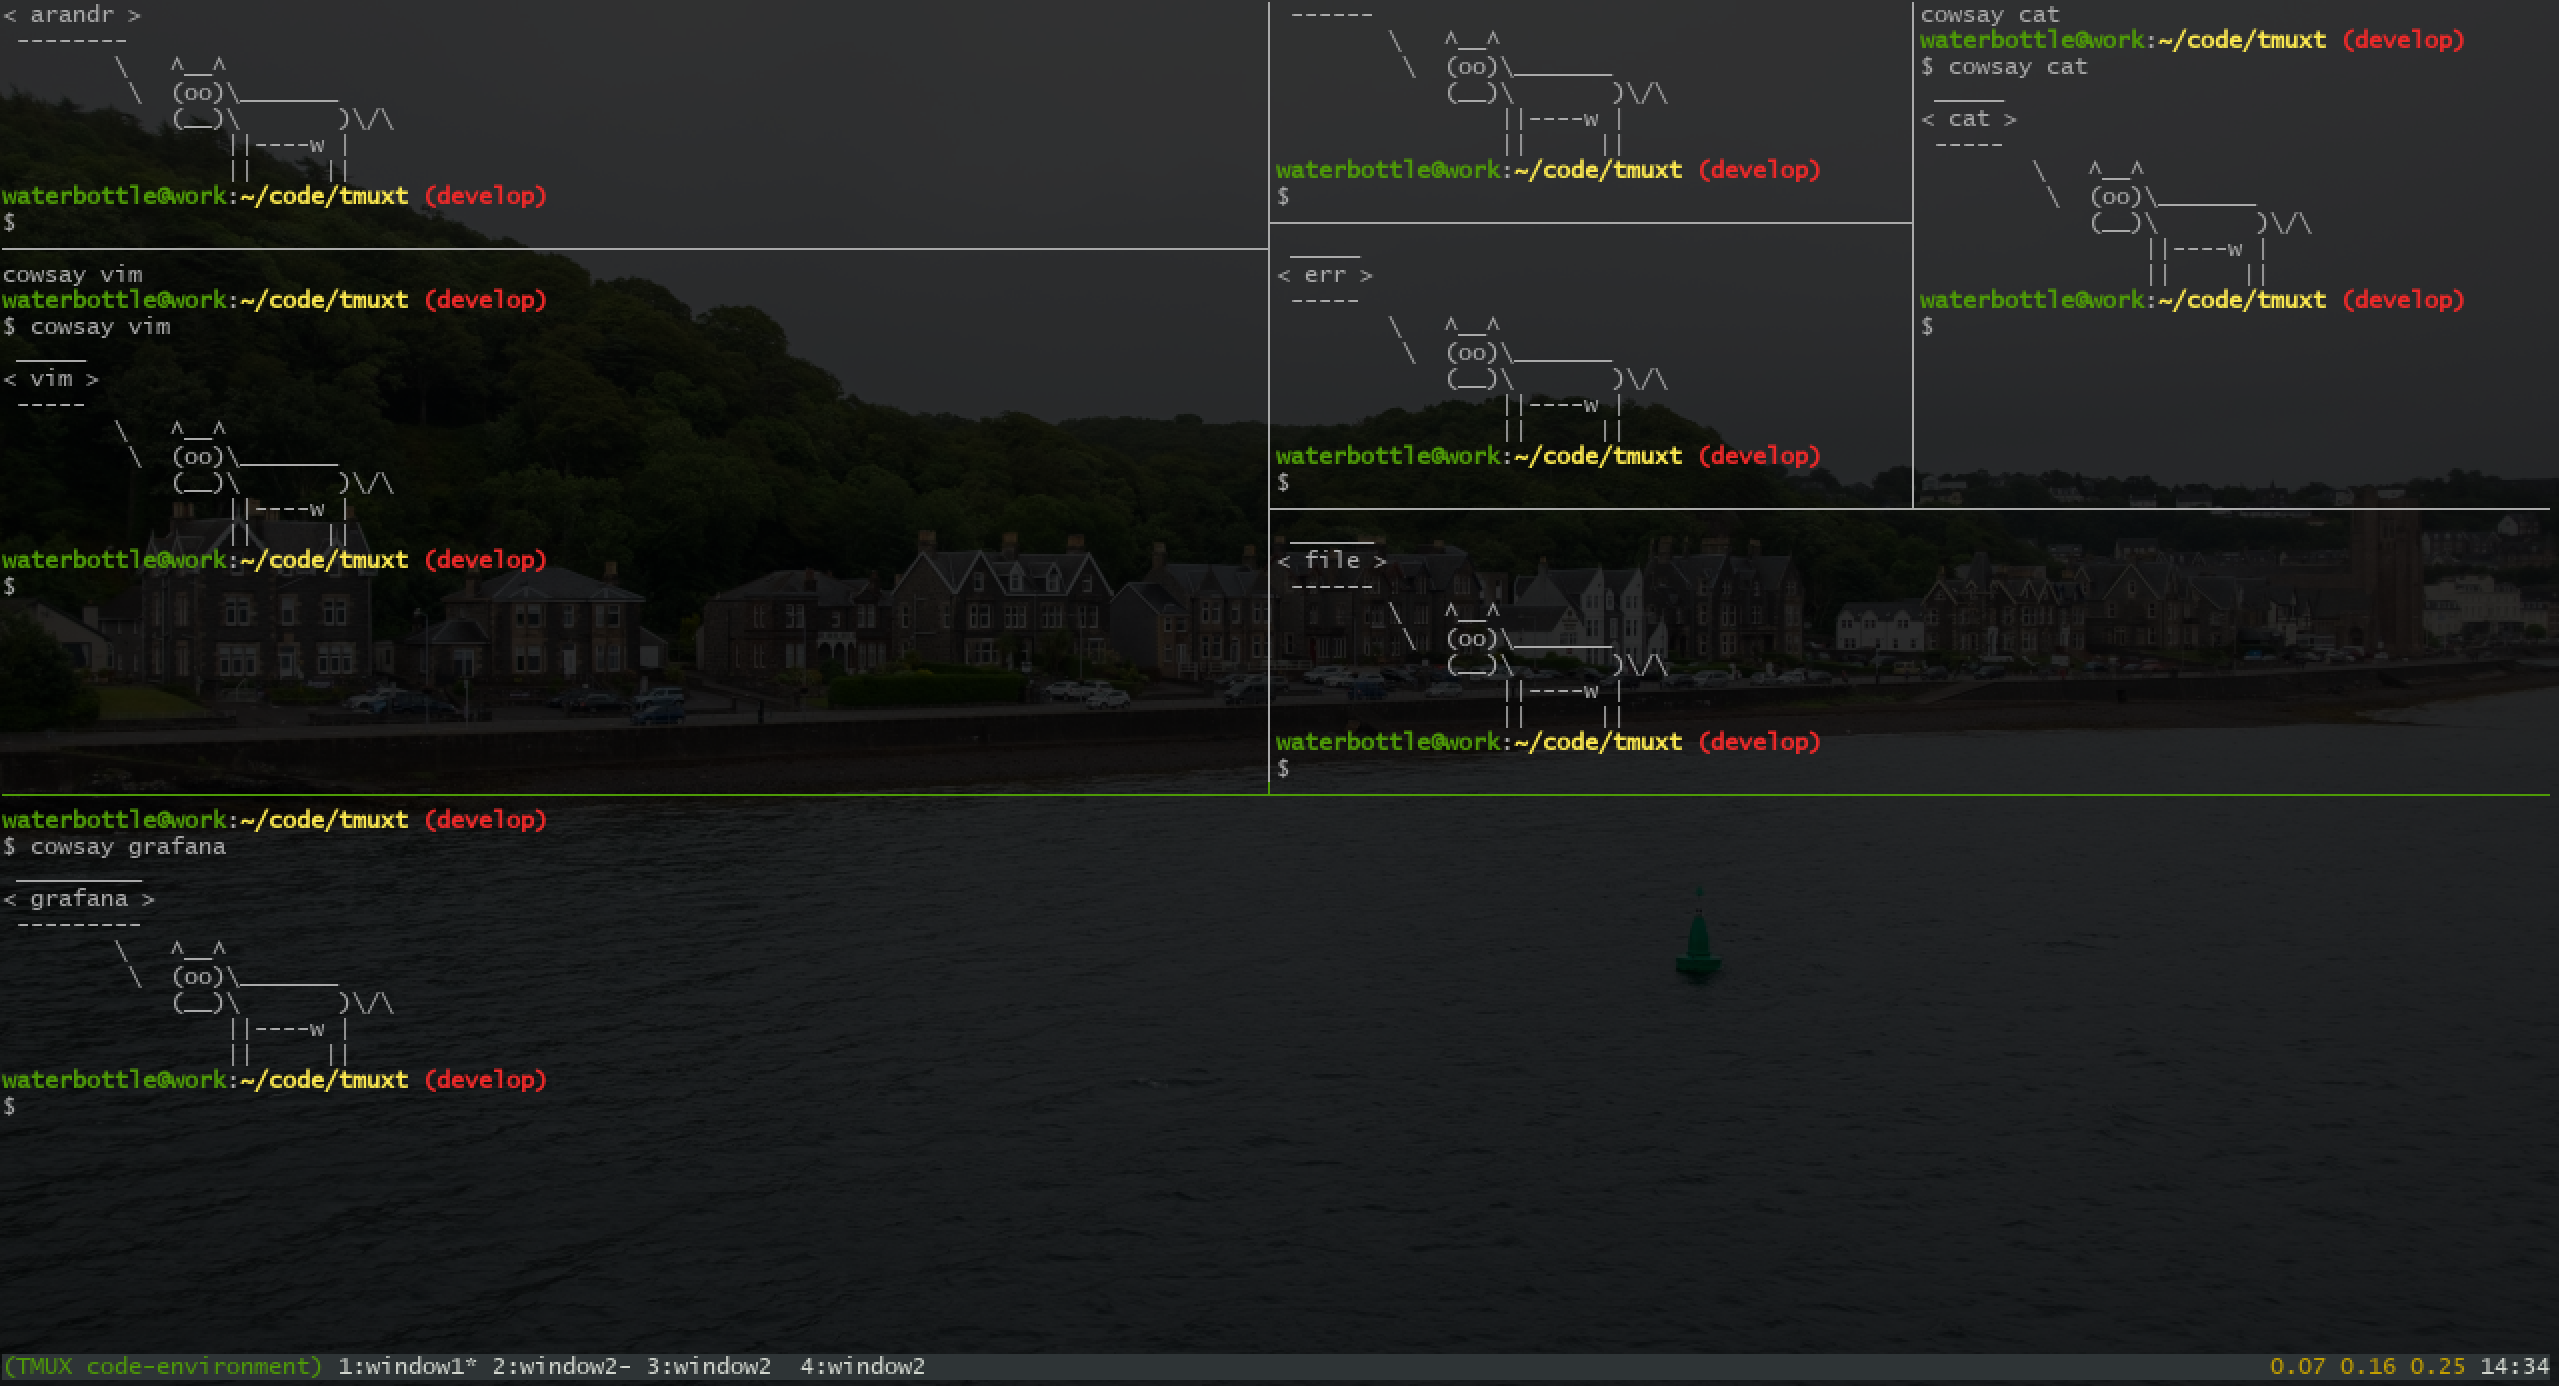 < arandr >
 --------
        \   ^__^
         \  (oo)\_______
            (__)\       )\/\
                ||----w |
                ||     ||
waterbottle@work:~/code/tmuxt (develop)
$
cowsay vim
waterbottle@work:~/code/tmuxt (develop)
$ cowsay vim
 _____
< vim >
 -----
        \   ^__^
         \  (oo)\_______
            (__)\       )\/\
                ||----w |
                ||     ||
waterbottle@work:~/code/tmuxt (develop)
$
 ------
        \   ^__^
         \  (oo)\_______
            (__)\       )\/\
                ||----w |
                ||     ||
waterbottle@work:~/code/tmuxt (develop)
$
 _____
< err >
 -----
        \   ^__^
         \  (oo)\_______
            (__)\       )\/\
                ||----w |
                ||     ||
waterbottle@work:~/code/tmuxt (develop)
$
cowsay cat
waterbottle@work:~/code/tmuxt (develop)
$ cowsay cat
 _____
< cat >
 -----
        \   ^__^
         \  (oo)\_______
            (__)\       )\/\
                ||----w |
                ||     ||
waterbottle@work:~/code/tmuxt (develop)
$
 ______
< file >
 ------
        \   ^__^
         \  (oo)\_______
            (__)\       )\/\
                ||----w |
                ||     ||
waterbottle@work:~/code/tmuxt (develop)
$
waterbottle@work:~/code/tmuxt (develop)
$ cowsay grafana
 _________
< grafana >
 ---------
        \   ^__^
         \  (oo)\_______
            (__)\       )\/\
                ||----w |
                ||     ||
waterbottle@work:~/code/tmuxt (develop)
$
(TMUX code-environment) 1:window1* 2:window2- 3:window2  4:window2 0.07 0.16 0.25 14:34